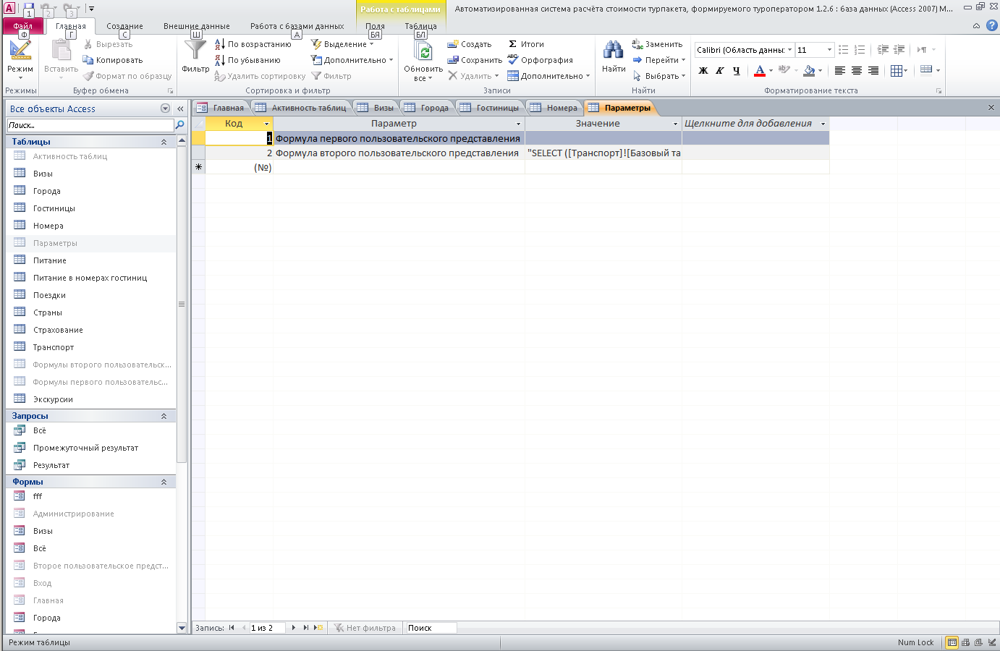 Работа с таблицами
Автоматизированная система расчёта стоимости турпакета, формируемого туроператором 1.2.6 : база данных (Access 2007) M...
1 2 3
Файл Главная Создание Внешние данные Работа с базами данных Поля Таблица
Ф Г С Ш А БЯ БЛ
Режим
Режимы
Вставить
Вырезать
Копировать
Формат по образцу
Буфер обмена
Фильтр
По возрастанию
По убыванию
Удалить сортировку
Выделение
Дополнительно
Фильтр
Сортировка и фильтр
Обновить все
Создать
Сохранить
Удалить
Итоги
Орфография
Дополнительно
Записи
Найти
Заменить
Перейти
Выбрать
Найти
Calibri (Область данны: 11
Ж К Ч А
Форматирование текста
Все объекты Access
Поиск...
Таблицы
Активность таблиц
Визы
Города
Гостиницы
Номера
Параметры
Питание
Питание в номерах гостиниц
Поездки
Страны
Страхование
Транспорт
Формулы второго пользовательск...
Формулы первого пользовательс...
Экскурсии
Запросы
Всё
Промежуточный результат
Результат
Формы
fff
Администрирование
Визы
Всё
Второе пользовательское предст...
Вход
Главная
Города
Главная Активность таблиц Визы Города Гостиницы Номера Параметры
Код Параметр Значение Щелкните для добавления
1 Формула первого пользовательского представления
2 Формула второго пользовательского представления "SELECT ([Транспорт]![Базовый та
(№)
Запись: 1 из 2 Нет фильтра Поиск
Режим таблицы
Num Lock